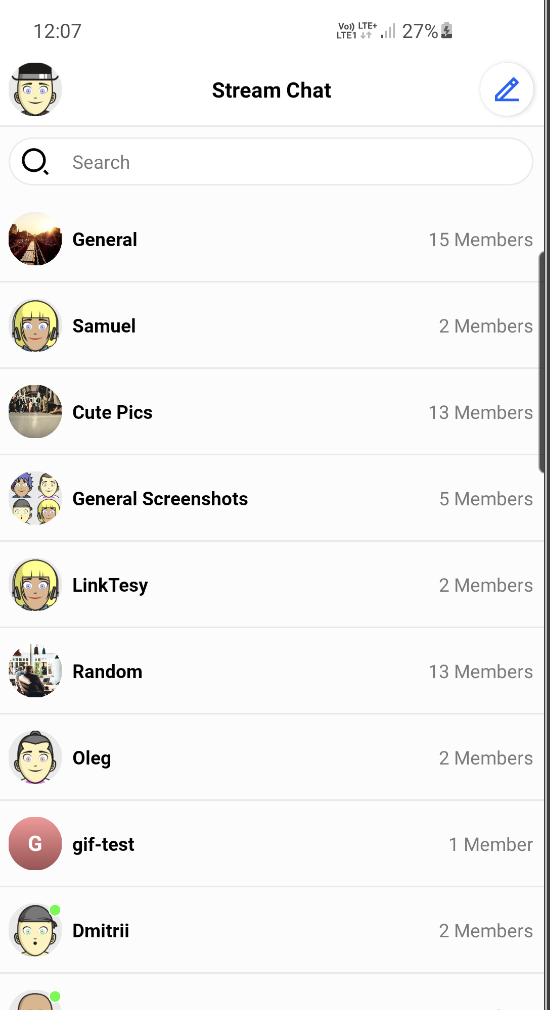 12:07
Vo) LTE+
LTE1 ↓↑
27%
Stream Chat
Search
General 15 Members
Samuel 2 Members
Cute Pics 13 Members
General Screenshots 5 Members
LinkTesy 2 Members
Random 13 Members
Oleg 2 Members
G gif-test 1 Member
Dmitrii 2 Members